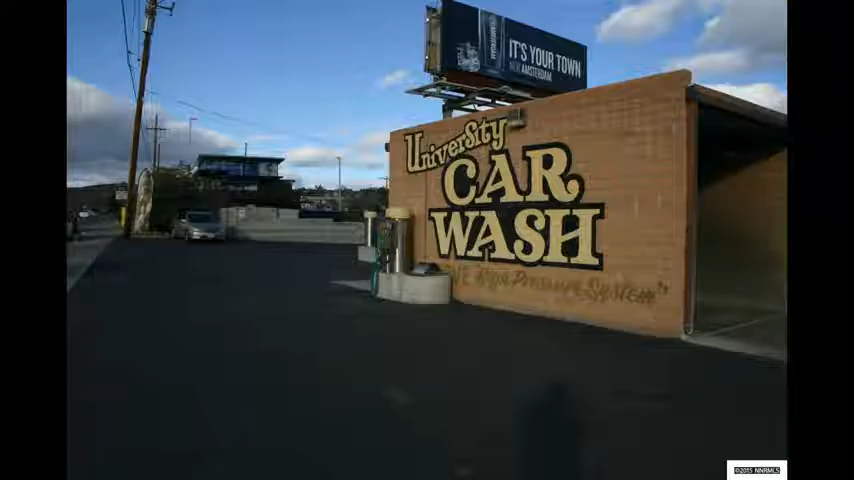 IT'S YOUR TOWN
NEW AMSTERDAM
UniverSity
CAR
WASH
High Pressure System"
©2015 NNRMLS